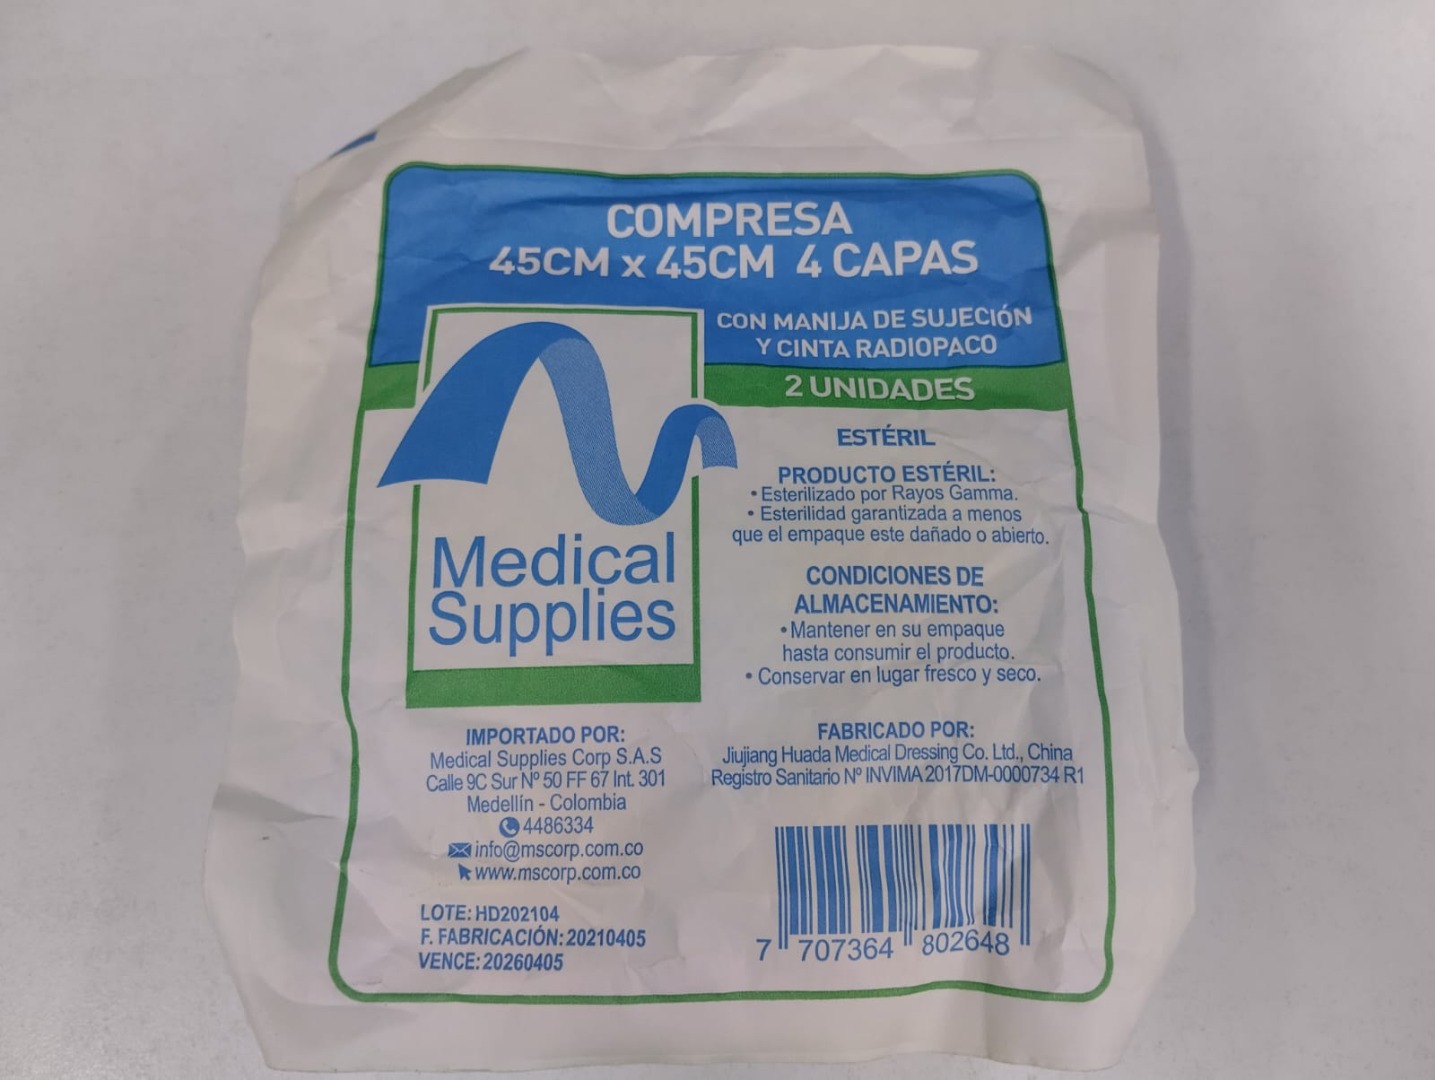 COMPRESA
45CM x 45CM 4 CAPAS
CON MANIJA DE SUJECIÓN
Y CINTA RADIOPACO
2 UNIDADES
Medical
Supplies
ESTÉRIL
PRODUCTO ESTÉRIL:
• Esterilizado por Rayos Gamma.
• Esterilidad garantizada a menos
que el empaque este dañado o abierto.
CONDICIONES DE
ALMACENAMIENTO:
• Mantener en su empaque
hasta consumir el producto.
• Conservar en lugar fresco y seco.
IMPORTADO POR:
Medical Supplies Corp S.A.S
Calle 9C Sur Nº 50 FF 67 Int. 301
Medellín - Colombia
4486334
info@mscorp.com.co
www.mscorp.com.co
LOTE: HD202104
F. FABRICACIÓN: 20210405
VENCE: 20260405
FABRICADO POR:
Jiujiang Huada Medical Dressing Co. Ltd., China
Registro Sanitario Nº INVIMA 2017DM-0000734 R1
7 707364 802648